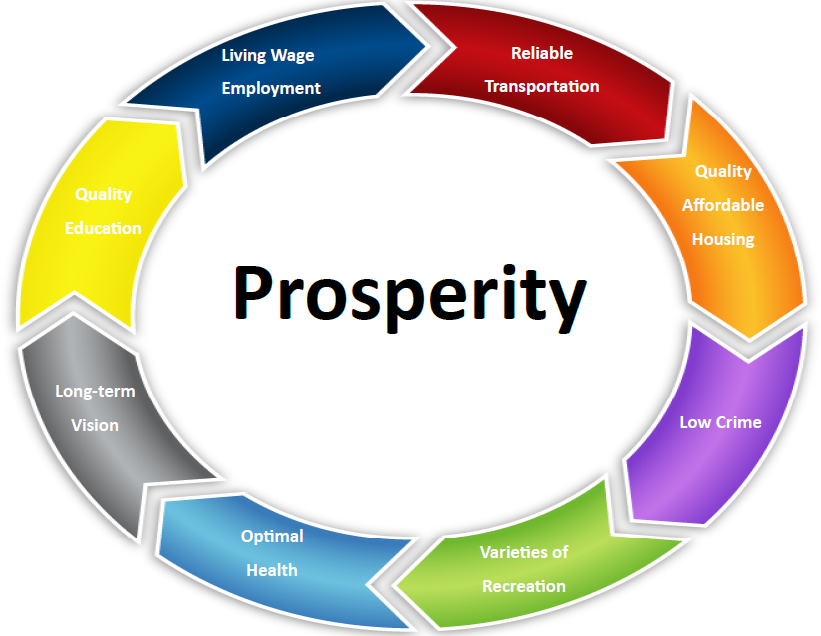 Living Wage
Employment
Reliable
Transportation
Quality
Affordable
Housing
Low Crime
Varieties of
Recreation
Optimal
Health
Long-term
Vision
Quality
Education
Prosperity